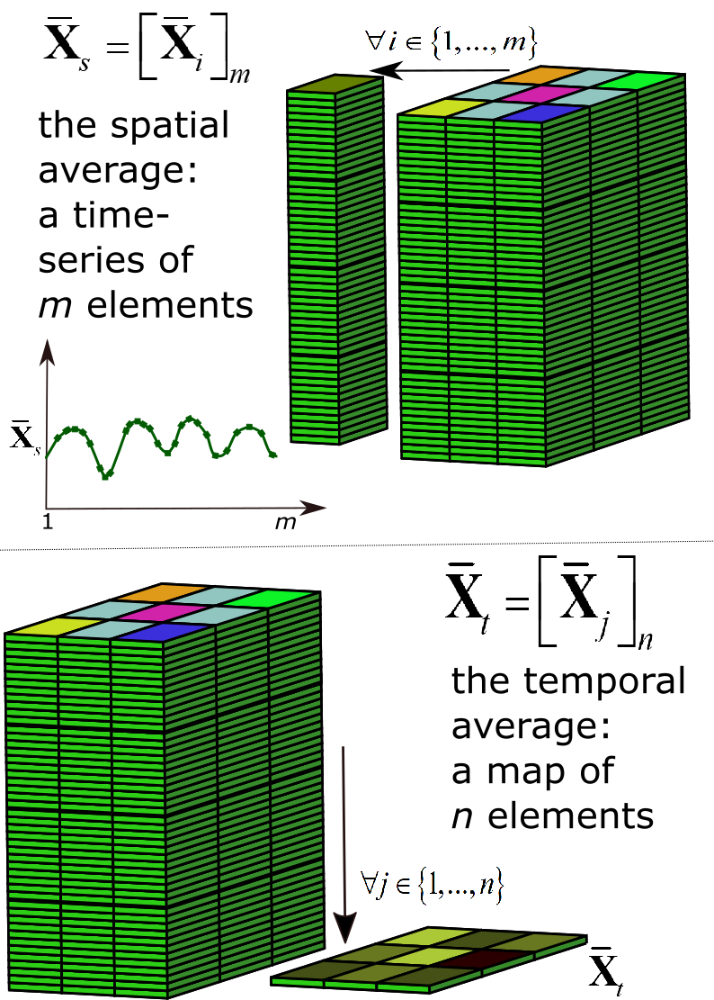 X̄ₛ = [X̄ᵢ]ₘ
∀i ∈ {1,...,m}
the spatial
average:
a time-
series of
m elements
X̄ₛ
1 m
X̄ₜ = [X̄ⱼ]ₙ
the temporal
average:
a map of
n elements
∀j ∈ {1,...,n}
X̄ₜ